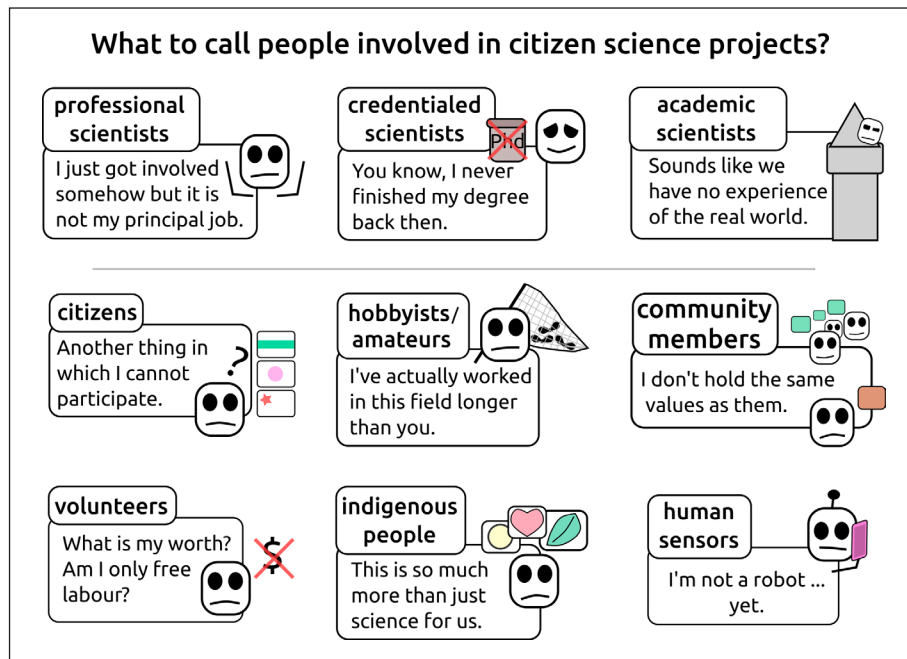 What to call people involved in citizen science projects?
professional
scientists
I just got involved
somehow but it is
not my principal job.
credentialed
scientists
Phd
You know, I never
finished my degree
back then.
academic
scientists
Sounds like we
have no experience
of the real world.
citizens
Another thing in
which I cannot
participate.
?
hobbyists/
amateurs
I've actually worked
in this field longer
than you.
community
members
I don't hold the same
values as them.
volunteers
What is my worth?
Am I only free
labour?
$
indigenous
people
This is so much
more than just
science for us.
human
sensors
I'm not a robot ...
yet.